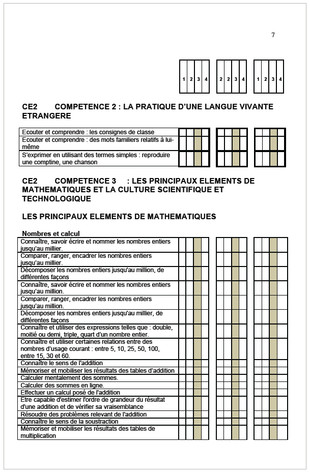 7
1 2 3 4 2 2 3 4 1 2 3 4
CE2 COMPETENCE 2 : LA PRATIQUE D'UNE LANGUE VIVANTE
ETRANGERE
Ecouter et comprendre : les consignes de classe
Ecouter et comprendre : des mots familiers relatifs à lui-
même
S'exprimer en utilisant des termes simples : reproduire
une comptine, une chanson
CE2 COMPETENCE 3 : LES PRINCIPAUX ELEMENTS DE
MATHEMATIQUES ET LA CULTURE SCIENTIFIQUE ET
TECHNOLOGIQUE
LES PRINCIPAUX ELEMENTS DE MATHEMATIQUES
Nombres et calcul
Connaître, savoir écrire et nommer les nombres entiers
jusqu'au millier.
Comparer, ranger, encadrer les nombres entiers
jusqu'au millier.
Décomposer les nombres entiers jusqu'au million, de
différentes façons
Connaître, savoir écrire et nommer les nombres entiers
jusqu'au million.
Comparer, ranger, encadrer les nombres entiers
jusqu'au million.
Décomposer les nombres entiers jusqu'au millier, de
différentes façons
Connaître et utiliser des expressions telles que : double,
moitié ou demi, triple, quart d'un nombre entier.
Connaître et utiliser certaines relations entre des
nombres d'usage courant : entre 5, 10, 25, 50, 100,
entre 15, 30 et 60.
Connaître le sens de l'addition
Mémoriser et mobiliser les résultats des tables d'addition
Calculer mentalement des sommes.
Calculer des sommes en ligne.
Effectuer un calcul posé de l'addition
Etre capable d'estimer l'ordre de grandeur du résultat
d'une addition et de vérifier sa vraisemblance
Résoudre des problèmes relevant de l'addition
Connaître le sens de la soustraction
Mémoriser et mobiliser les résultats des tables de
multiplication